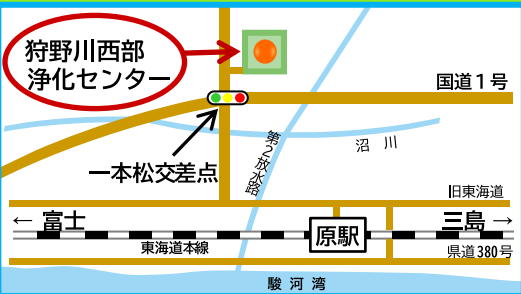 狩野川西部
浄化センター
国道1号
第2放水路
沼川
一本松交差点
旧東海道
← 富士
三島 →
原駅
東海道本線
県道380号
駿河湾